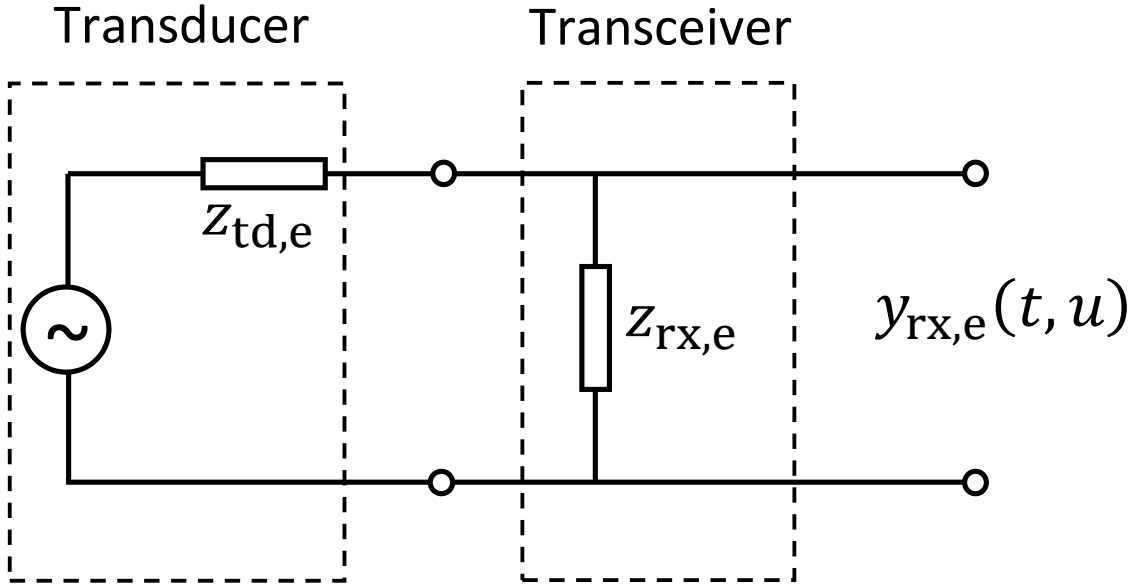 Transducer
Transceiver
z_td,e
z_rx,e
y_rx,e(t, u)